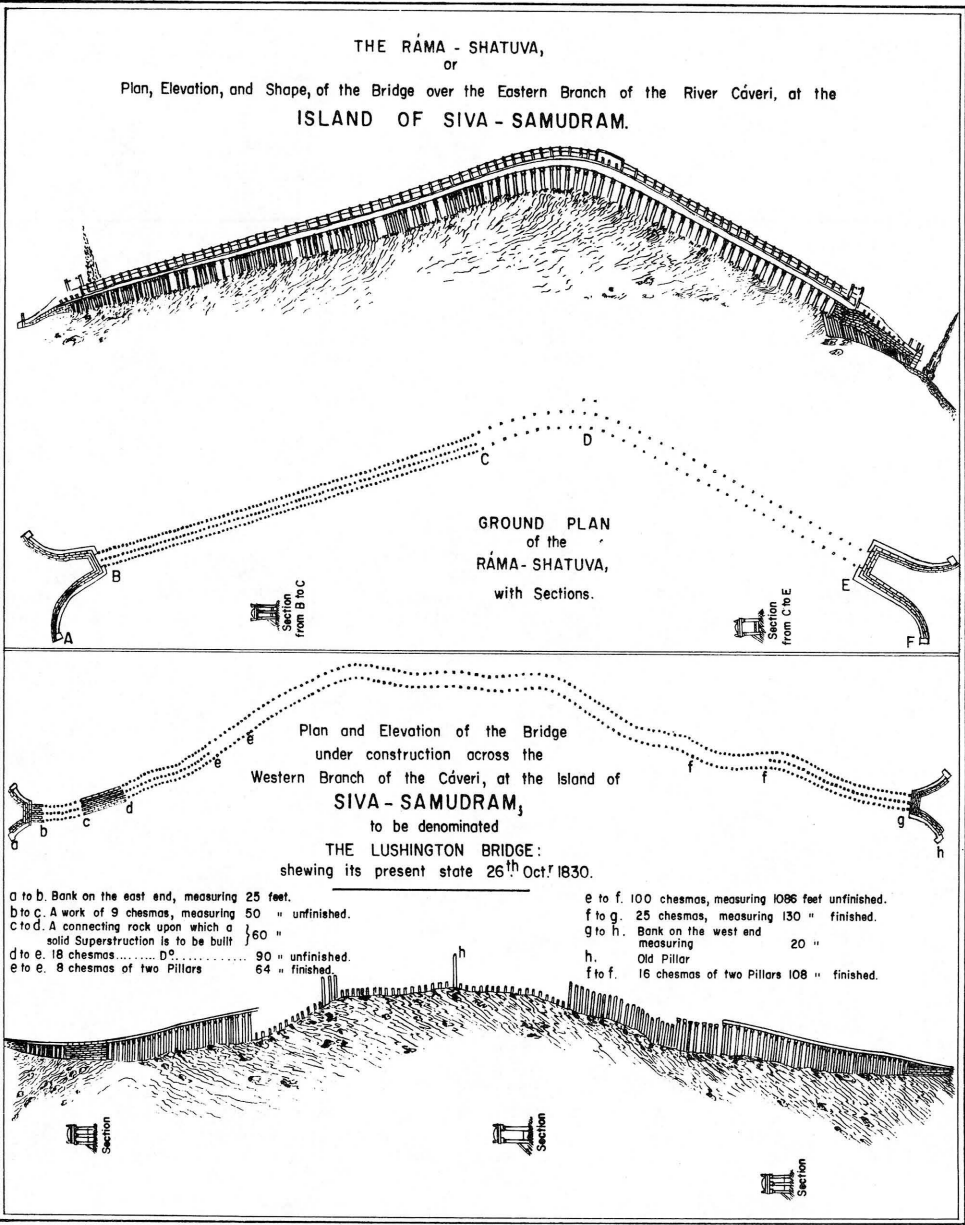 THE RÁMA - SHATUVA,
or
Plan, Elevation, and Shape, of the Bridge over the Eastern Branch of the River Cáveri, at the
ISLAND OF SIVA - SAMUDRAM.
C
D
B
E
A
F
GROUND PLAN
of the
RÁMA - SHATUVA,
with Sections.
Section
from B to C
Section
from C to E
e
e
d
c
b
a
f
f
g
h
Plan and Elevation of the Bridge
under construction across the
Western Branch of the Cáveri, at the Island of
SIVA - SAMUDRAM,
to be denominated
THE LUSHINGTON BRIDGE:
shewing its present state 26th Octr 1830.
a to b. Bank on the east end, measuring 25 feet.
b to c. A work of 9 chesmas, measuring 50 " unfinished.
c to d. A connecting rock upon which a
solid Superstruction is to be built } 60 "
d to e. 18 chesmas........ Do ............ 90 " unfinished.
e to e. 8 chesmas of two Pillars 64 " finished.
e to f. 100 chesmas, measuring 1086 feet unfinished.
f to g. 25 chesmas, measuring 130 " finished.
g to h. Bank on the west end
measuring 20 "
h. Old Pillar
f to f. 16 chesmas of two Pillars 108 " finished.
h
Section
Section
Section